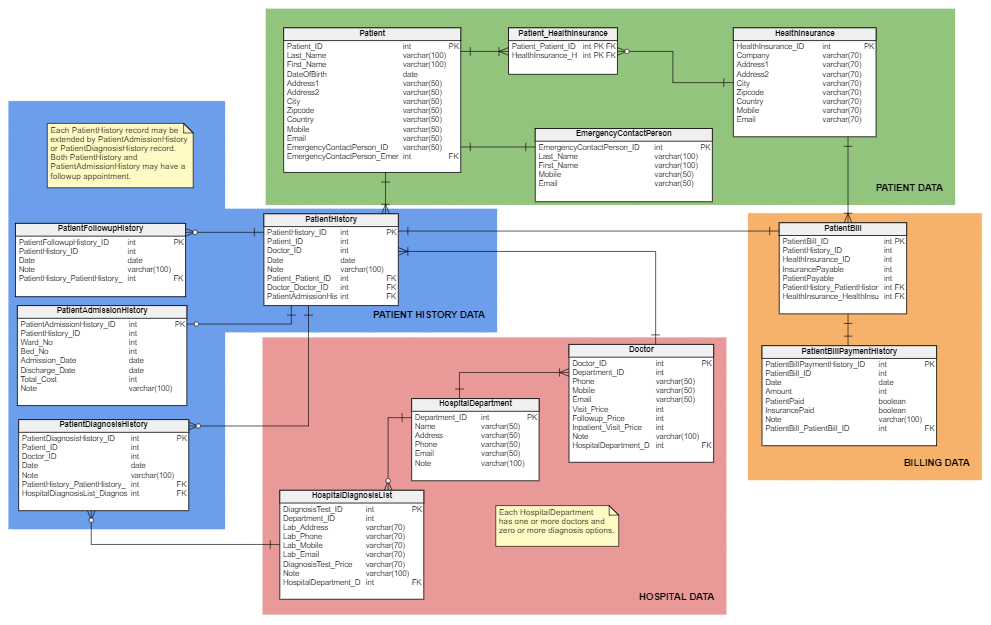 Patient
Patient_ID int PK
Last_Name varchar(100)
First_Name varchar(100)
DateOfBirth date
Address1 varchar(50)
Address2 varchar(50)
City varchar(50)
Zipcode varchar(50)
Country varchar(50)
Mobile varchar(50)
Email varchar(50)
EmergencyContactPerson_ID varchar(50)
EmergencyContactPerson_Emer int FK
Patient_HealthInsurance
Patient_Patient_ID int PK FK
HealthInsurance_H int PK FK
HealthInsurance
HealthInsurance_ID int PK
Company varchar(70)
Address1 varchar(70)
Address2 varchar(70)
City varchar(70)
Zipcode varchar(70)
Country varchar(70)
Mobile varchar(70)
Email varchar(70)
EmergencyContactPerson
EmergencyContactPerson_ID int PK
Last_Name varchar(100)
First_Name varchar(100)
Mobile varchar(50)
Email varchar(50)
PATIENT DATA
Each PatientHistory record may be
extended by PatientAdmissionHistory
or PatientDiagnosisHistory record.
Both PatientHistory and
PatientAdmissionHistory may have a
followup appointment.
PatientFollowupHistory
PatientFollowupHistory_ID int PK
PatientHistory_ID int
Date date
Note varchar(100)
PatientHistory_PatientHistory_ int FK
PatientHistory
PatientHistory_ID int PK
Patient_ID int
Doctor_ID int
Date date
Note varchar(100)
Patient_Patient_ID int FK
Doctor_Doctor_ID int FK
PatientAdmissionHis int FK
PATIENT HISTORY DATA
PatientAdmissionHistory
PatientAdmissionHistory_ID int PK
PatientHistory_ID int
Ward_No int
Bed_No int
Admission_Date date
Discharge_Date date
Total_Cost int
Note varchar(100)
PatientDiagnosisHistory
PatientDiagnosisHistory_ID int PK
Patient_ID int
Doctor_ID int
Date date
Note varchar(100)
PatientHistory_PatientHistory_ int FK
HospitalDiagnosisList_Diagnos int FK
PatientBill
PatientBill_ID int PK
PatientHistory_ID int
HealthInsurance_ID int
InsurancePayable int
PatientPayable int
PatientHistory_PatientHistor int FK
HealthInsurance_HealthInsu int FK
PatientBillPaymentHistory
PatientBillPaymentHistory_ID int PK
PatientBill_ID int
Date date
Amount int
PatientPaid boolean
InsurancePaid boolean
Note varchar(100)
PatientBill_PatientBill_ID int FK
BILLING DATA
Doctor
Doctor_ID int PK
Department_ID int
Phone varchar(50)
Mobile varchar(50)
Email varchar(50)
Visit_Price int
Followup_Price int
Inpatient_Visit_Price int
Note varchar(100)
HospitalDepartment_D int FK
HospitalDepartment
Department_ID int PK
Name varchar(50)
Address varchar(50)
Phone varchar(50)
Email varchar(50)
Note varchar(100)
HospitalDiagnosisList
DiagnosisTest_ID int PK
Department_ID int
Lab_Address varchar(70)
Lab_Phone varchar(70)
Lab_Mobile varchar(70)
Lab_Email varchar(70)
DiagnosisTest_Price varchar(70)
Note varchar(100)
HospitalDepartment_D int FK
Each HospitalDepartment
has one or more doctors and
zero or more diagnosis options.
HOSPITAL DATA